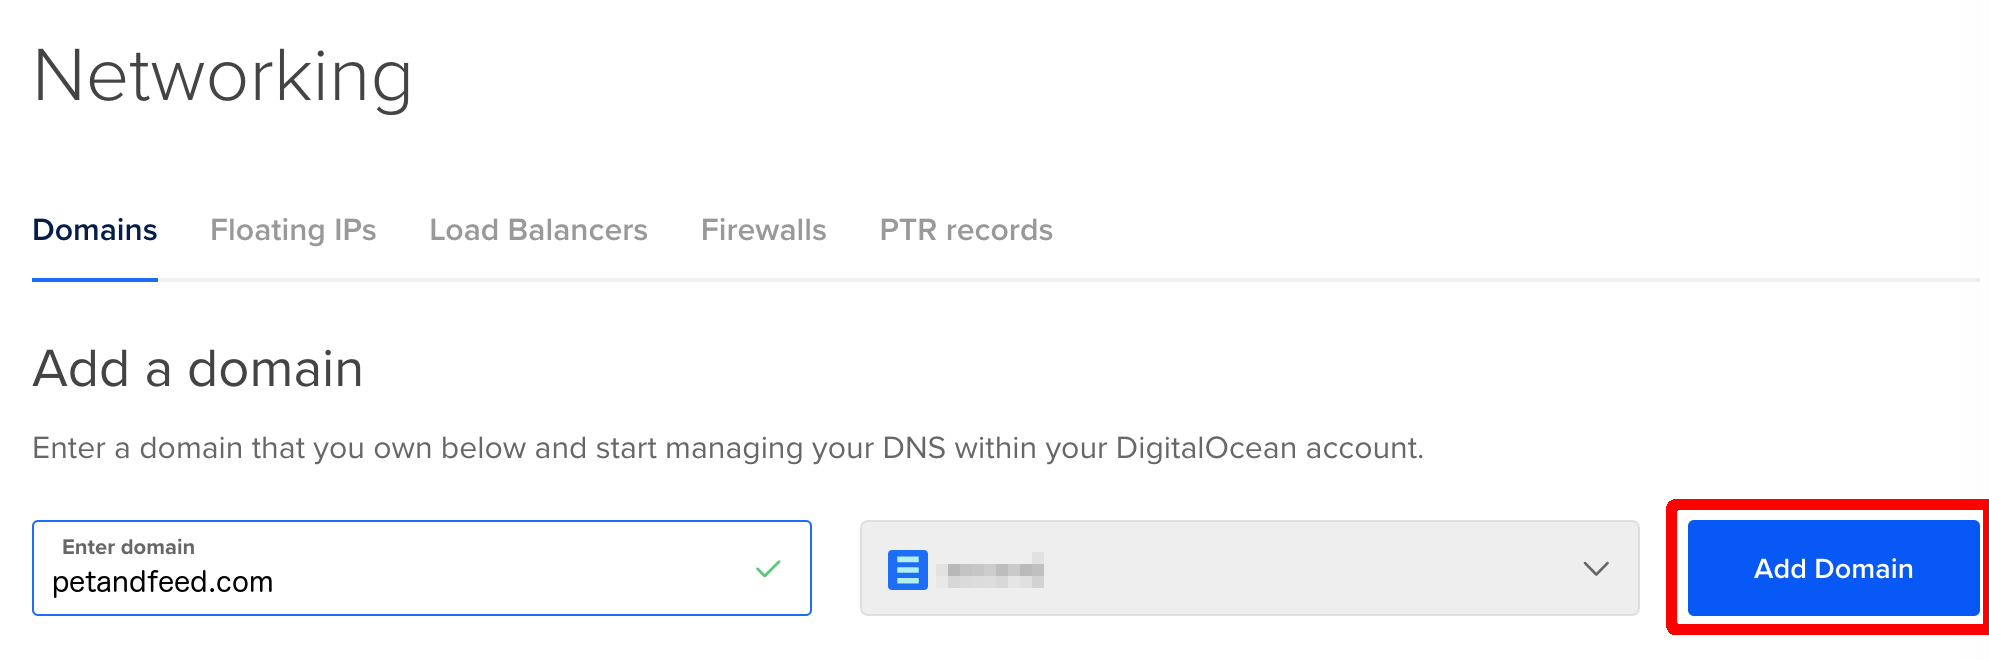 Networking
Domains Floating IPs Load Balancers Firewalls PTR records
Add a domain
Enter a domain that you own below and start managing your DNS within your DigitalOcean account.
Enter domain
petandfeed.com
Add Domain